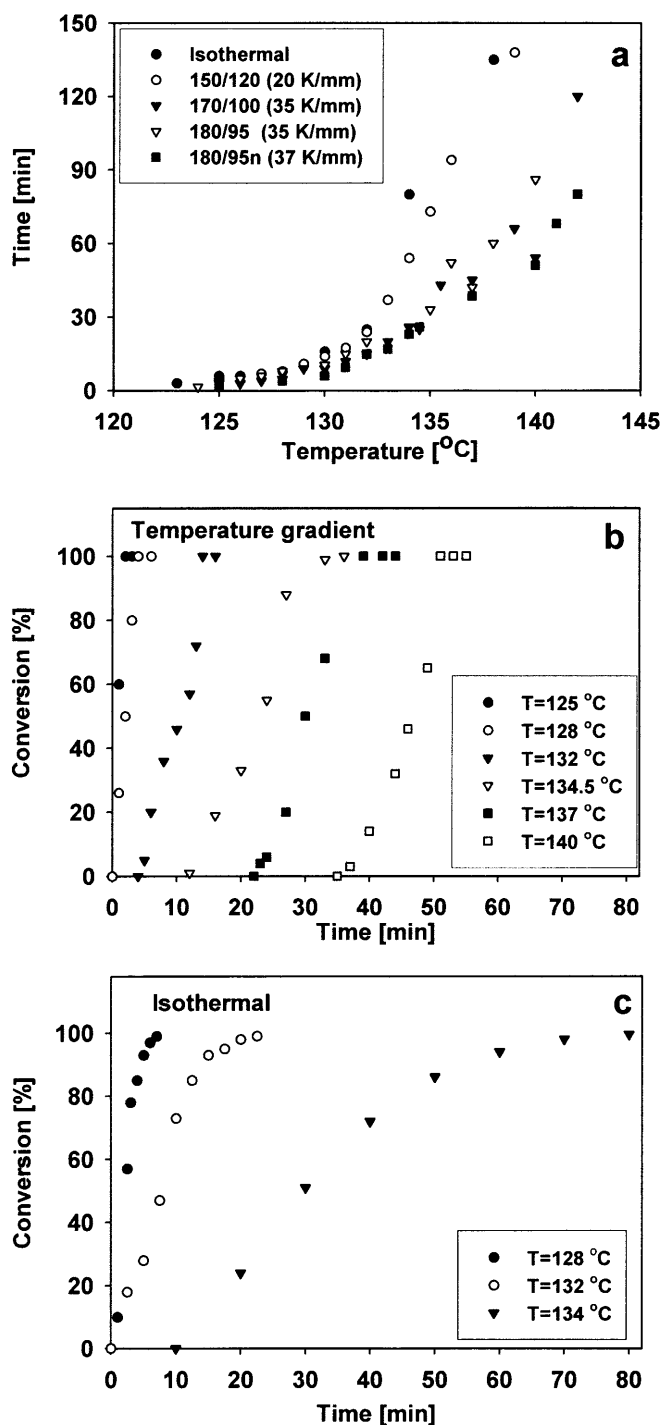 a
Isothermal
150/120 (20 K/mm)
170/100 (35 K/mm)
180/95 (35 K/mm)
180/95n (37 K/mm)
Time [min]
150
120
90
60
30
0
120 125 130 135 140 145
Temperature [°C]
b
Temperature gradient
Conversion [%]
100
80
60
40
20
0
T=125 °C
T=128 °C
T=132 °C
T=134.5 °C
T=137 °C
T=140 °C
0 10 20 30 40 50 60 70 80
Time [min]
c
Isothermal
Conversion [%]
100
80
60
40
20
0
T=128 °C
T=132 °C
T=134 °C
0 10 20 30 40 50 60 70 80
Time [min]